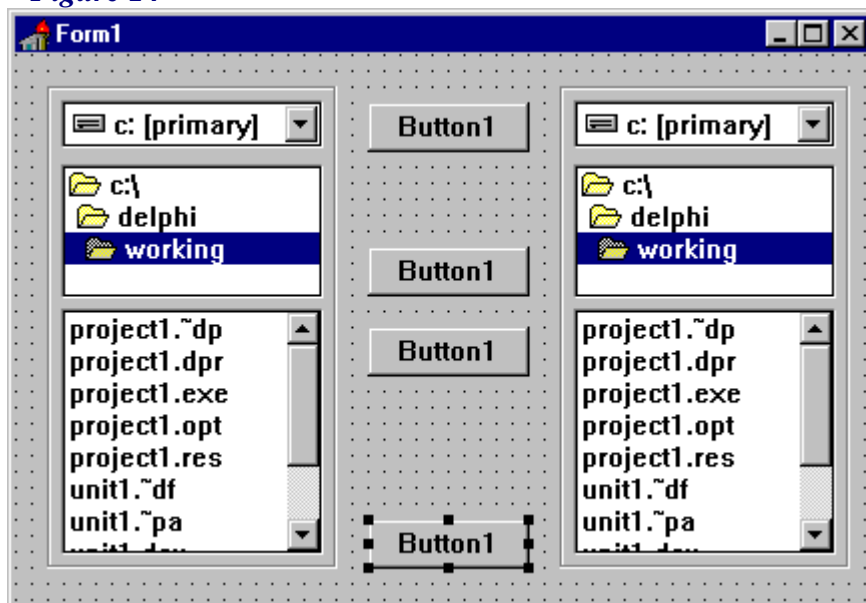 Form1
c: [primary]
c:\
delphi
working
project1.~dp
project1.dpr
project1.exe
project1.opt
project1.res
unit1.~df
unit1.~pa
Button1
Button1
Button1
Button1
c: [primary]
c:\
delphi
working
project1.~dp
project1.dpr
project1.exe
project1.opt
project1.res
unit1.~df
unit1.~pa